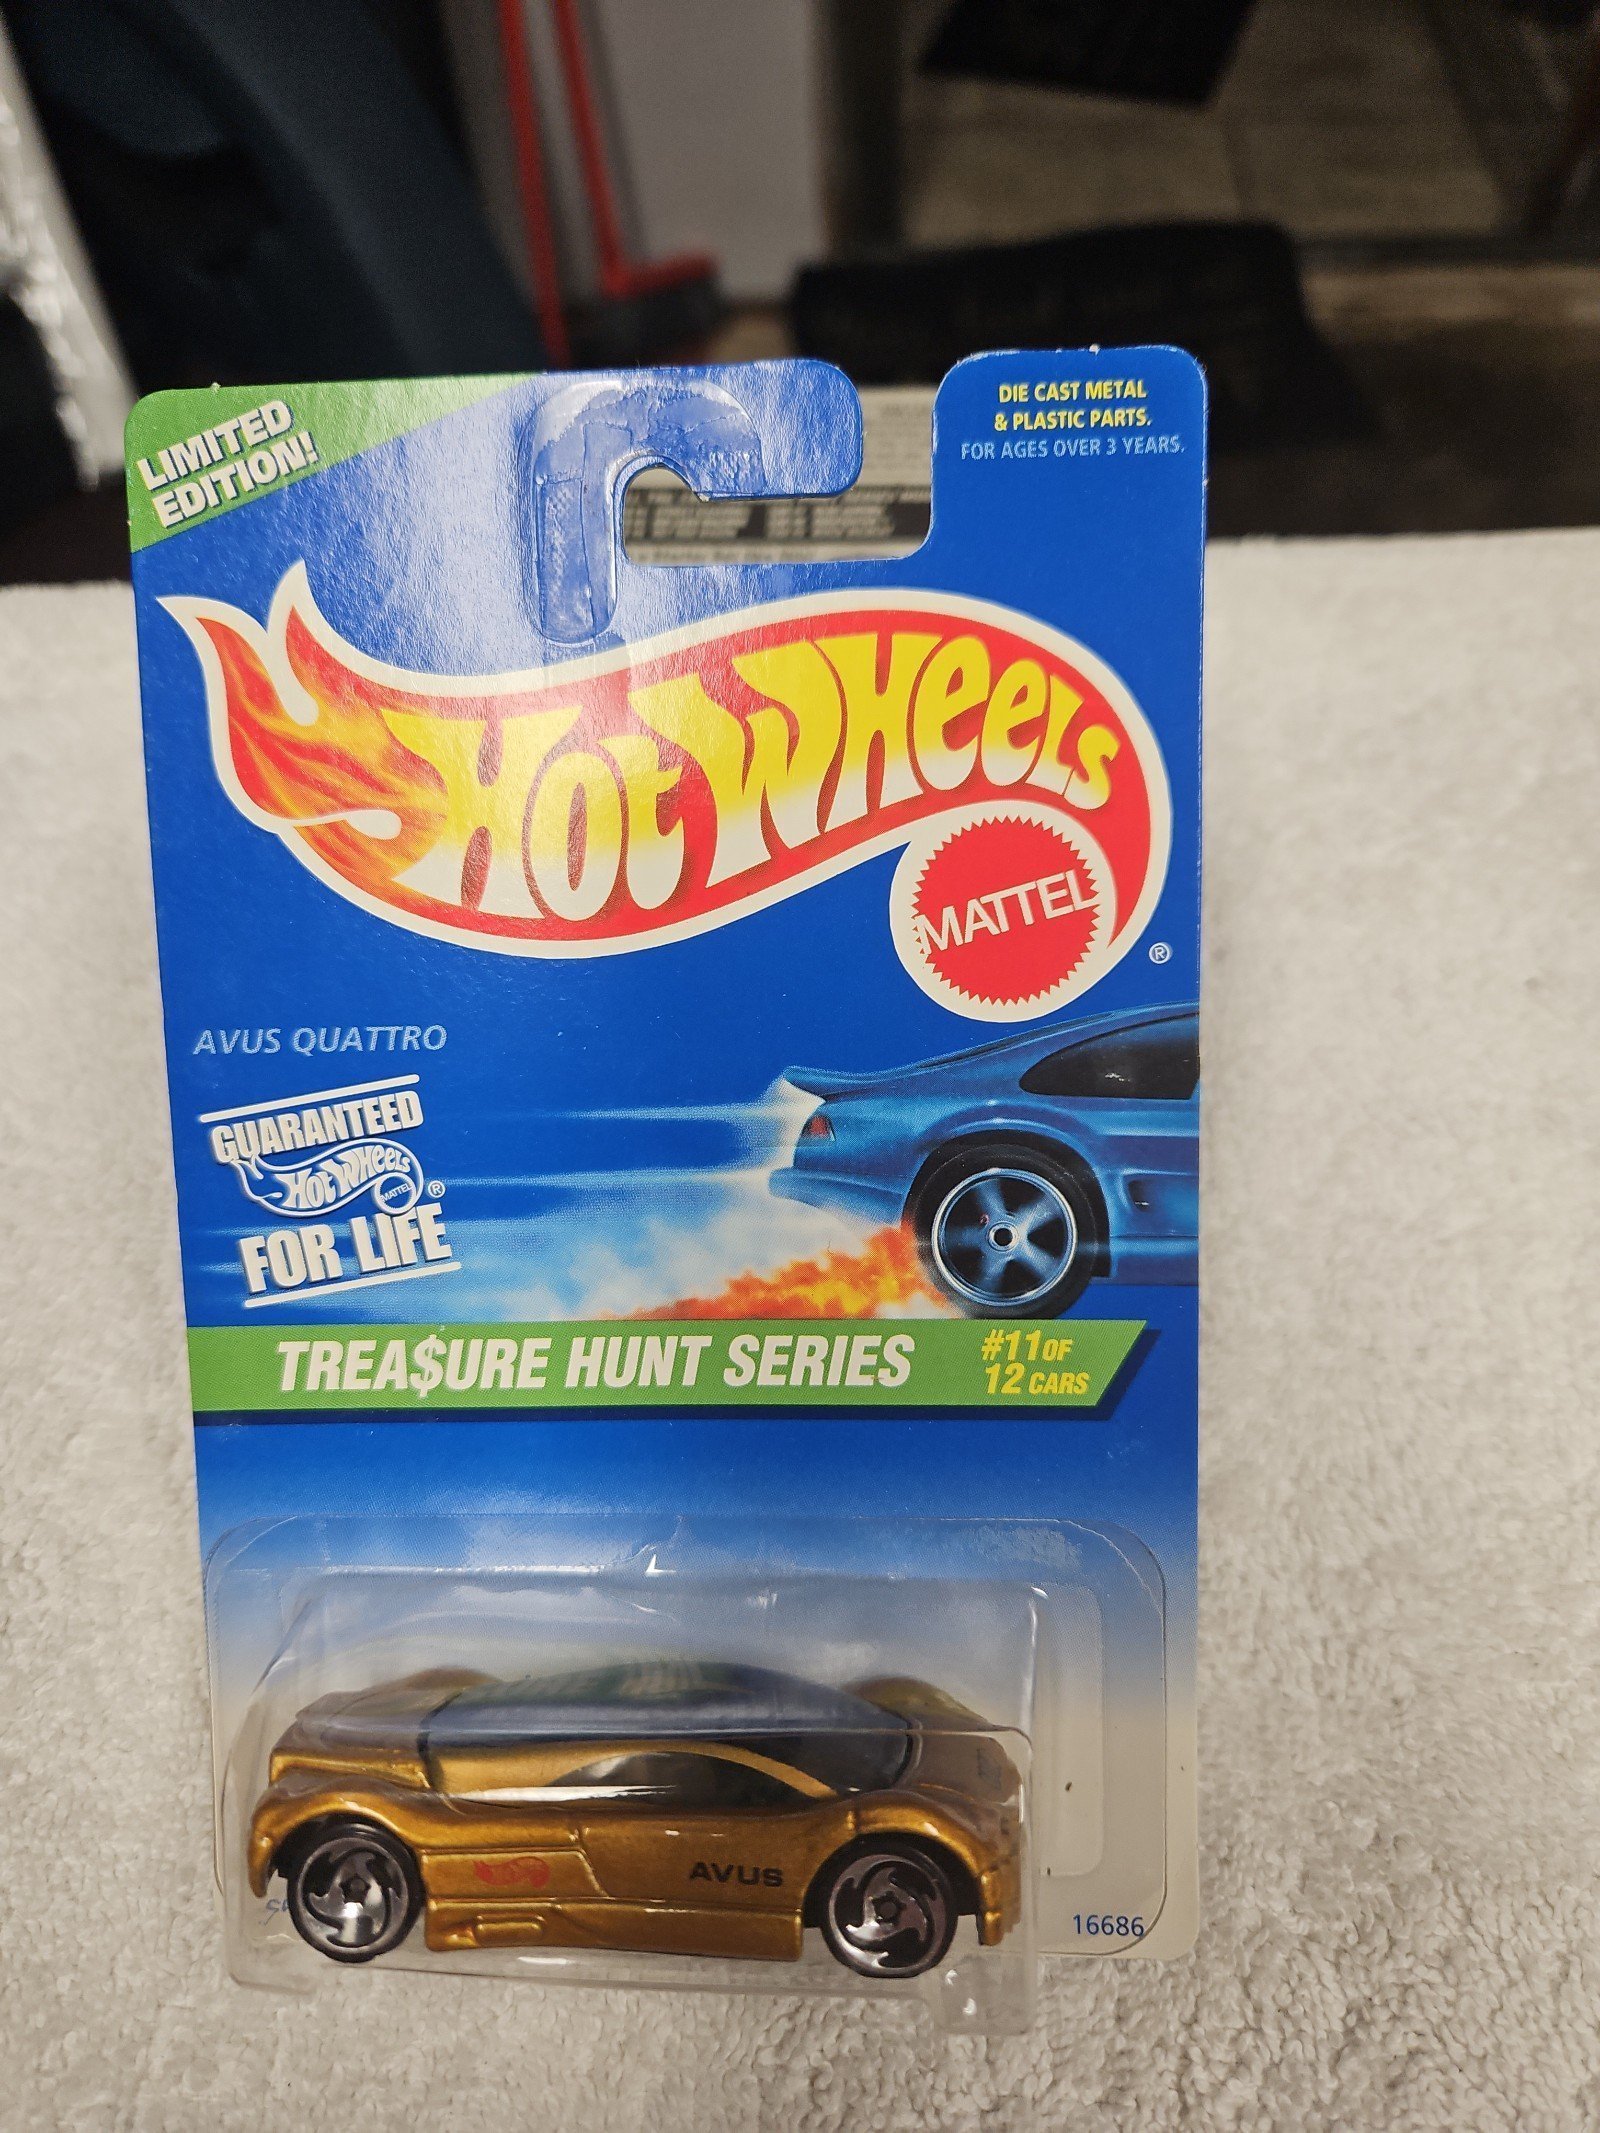 LIMITED
EDITION!
DIE CAST METAL
& PLASTIC PARTS.
FOR AGES OVER 3 YEARS.
HOT WHEELS
MATTEL
®
AVUS QUATTRO
GUARANTEED
HOT WHEELS
MATTEL ®
FOR LIFE
TREA$URE HUNT SERIES
#11 OF
12 CARS
AVUS
16686